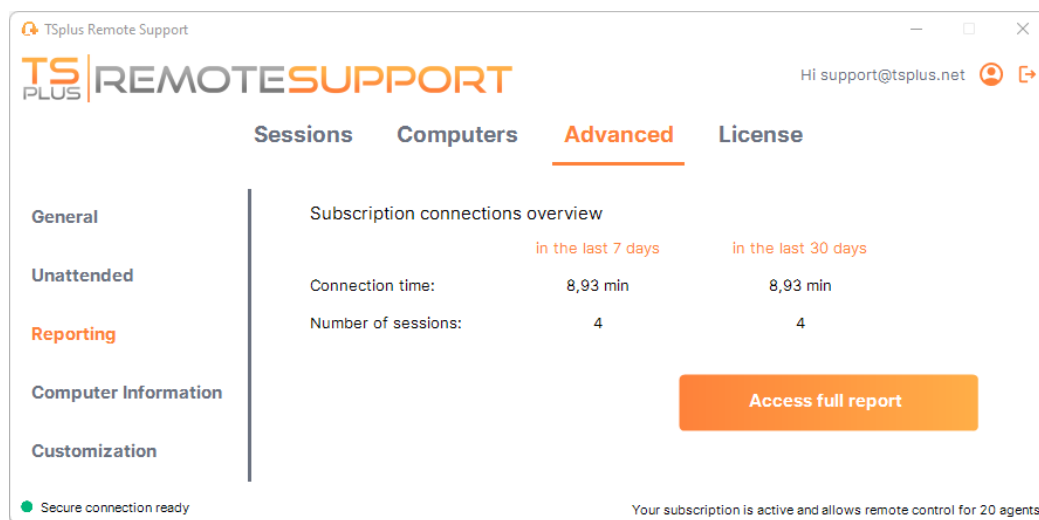 TSplus Remote Support
TS PLUS REMOTESUPPORT
Hi support@tsplus.net
Sessions Computers Advanced License
General
Unattended
Reporting
Computer Information
Customization
Subscription connections overview
in the last 7 days in the last 30 days
Connection time: 8,93 min 8,93 min
Number of sessions: 4 4
Access full report
Secure connection ready
Your subscription is active and allows remote control for 20 agents